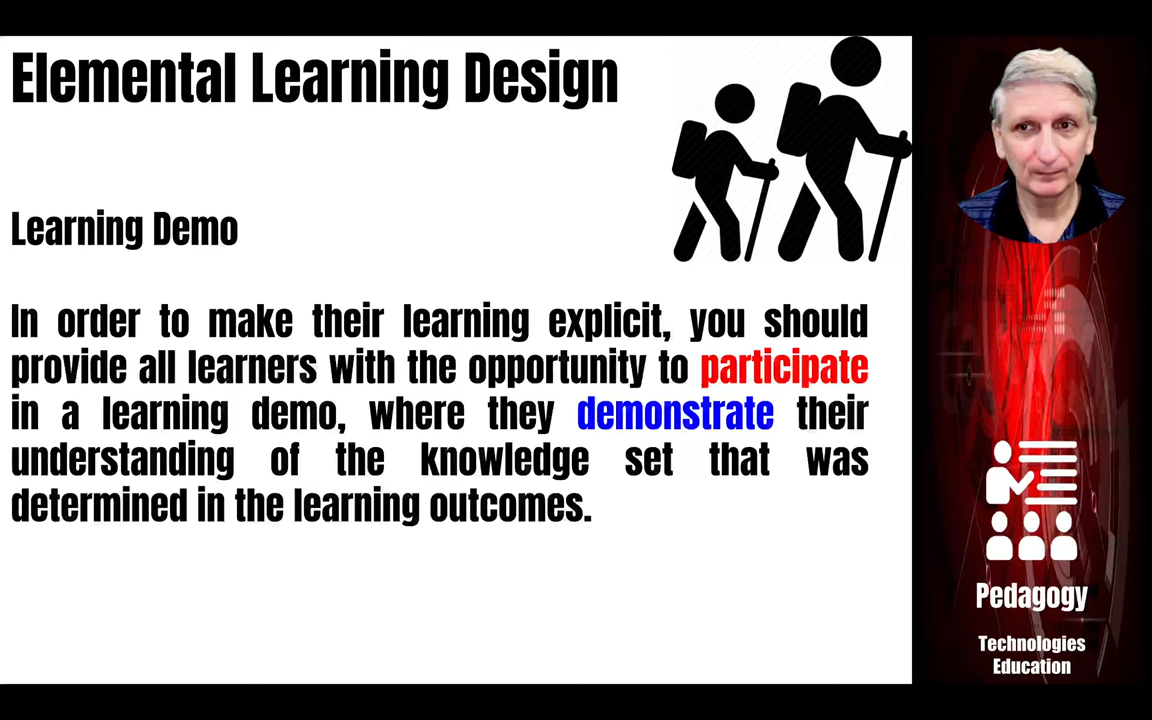 Elemental Learning Design
Learning Demo
In order to make their learning explicit, you should
provide all learners with the opportunity to participate
in a learning demo, where they demonstrate their
understanding of the knowledge set that was
determined in the learning outcomes.
Pedagogy
Technologies
Education